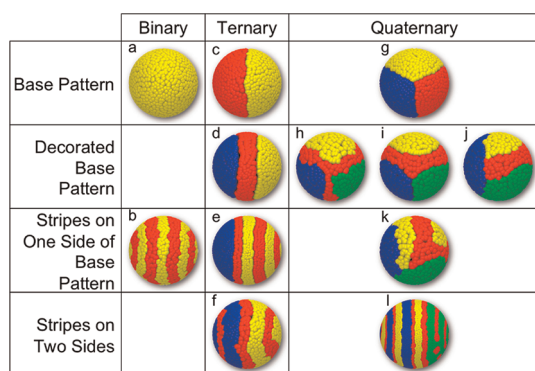 Binary
Ternary
Quaternary
a
c
g
Base Pattern
d
h
i
j
Decorated
Base
Pattern
b
e
k
Stripes on
One Side of
Base
Pattern
f
l
Stripes on
Two Sides